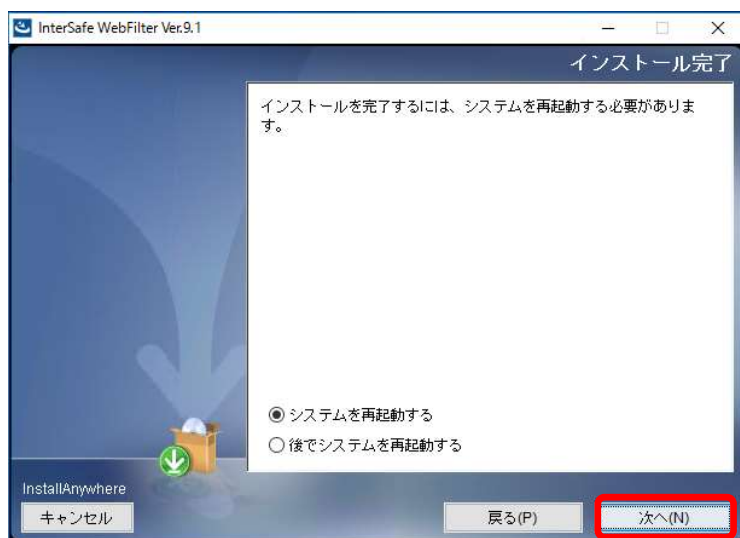 InterSafe WebFilter Ver.9.1
インストール完了
インストールを完了するには、システムを再起動する必要がありま
す。
システムを再起動する
後でシステムを再起動する
InstallAnywhere
キャンセル
戻る(P)
次へ(N)